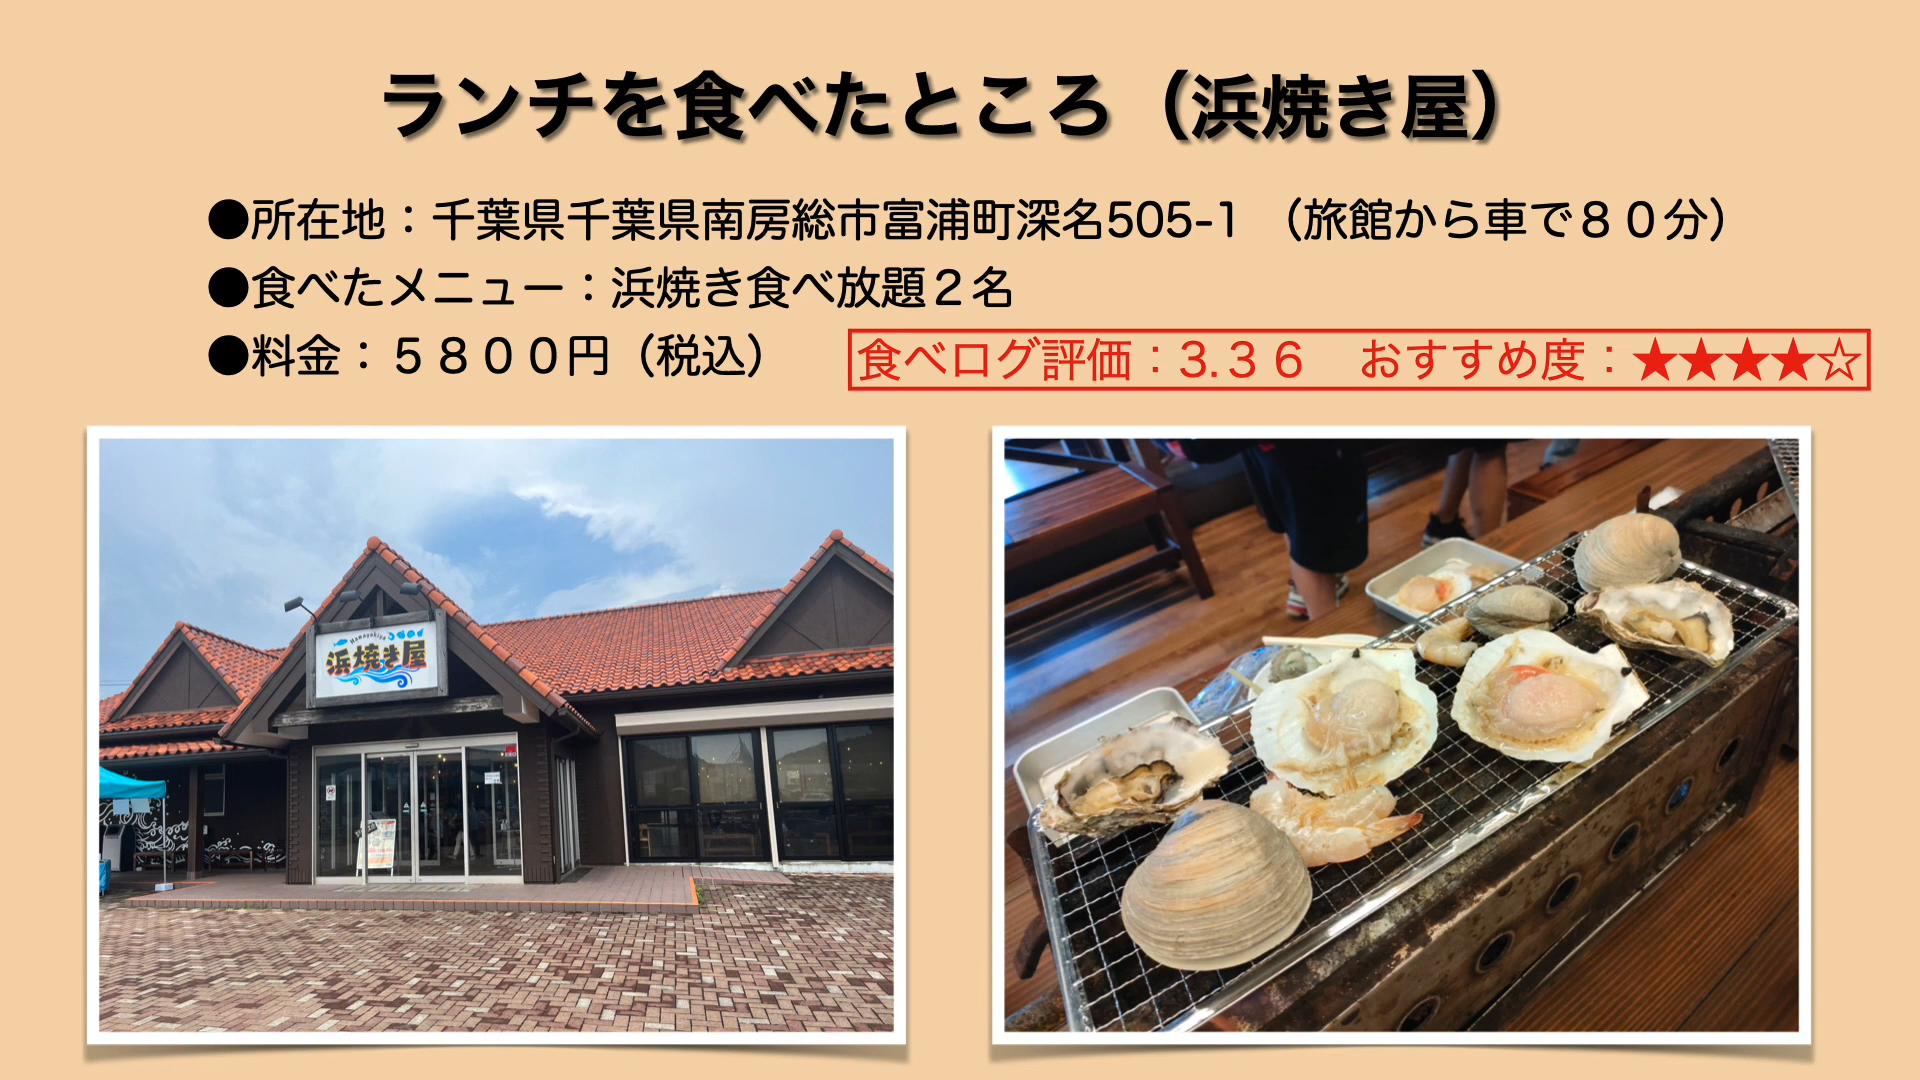 ランチを食べたところ（浜焼き屋）
●所在地：千葉県千葉県南房総市富浦町深名505-1 （旅館から車で８０分）
●食べたメニュー：浜焼き食べ放題２名
●料金：５８００円（税込）
食べログ評価：3.３６　おすすめ度：★★★★☆
Hamayakiya
浜焼き屋